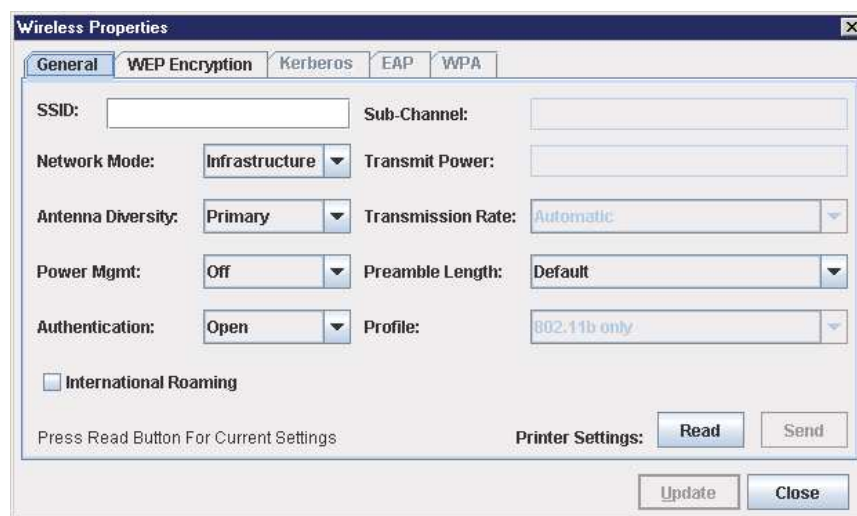 Wireless Properties
General WEP Encryption Kerberos EAP WPA
SSID: Sub-Channel:
Network Mode: Infrastructure Transmit Power:
Antenna Diversity: Primary Transmission Rate: Automatic
Power Mgmt: Off Preamble Length: Default
Authentication: Open Profile: 802.11b only
International Roaming
Press Read Button For Current Settings Printer Settings: Read Send
Update Close